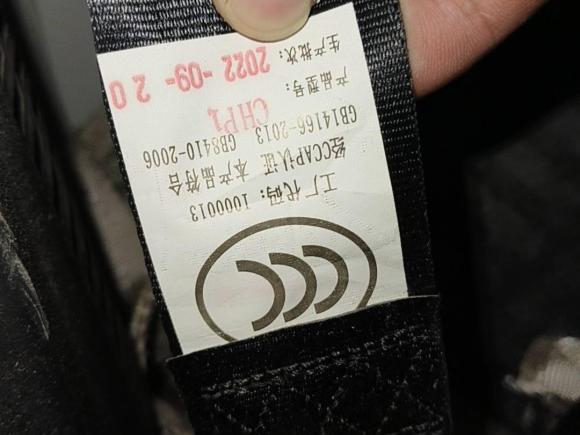 CCC
工厂代码：1000013
经CCAP认证 本产品符合
GB14166-2013 GB8410-2006
产品型号： CHP1
生产批次： 2022-09-20